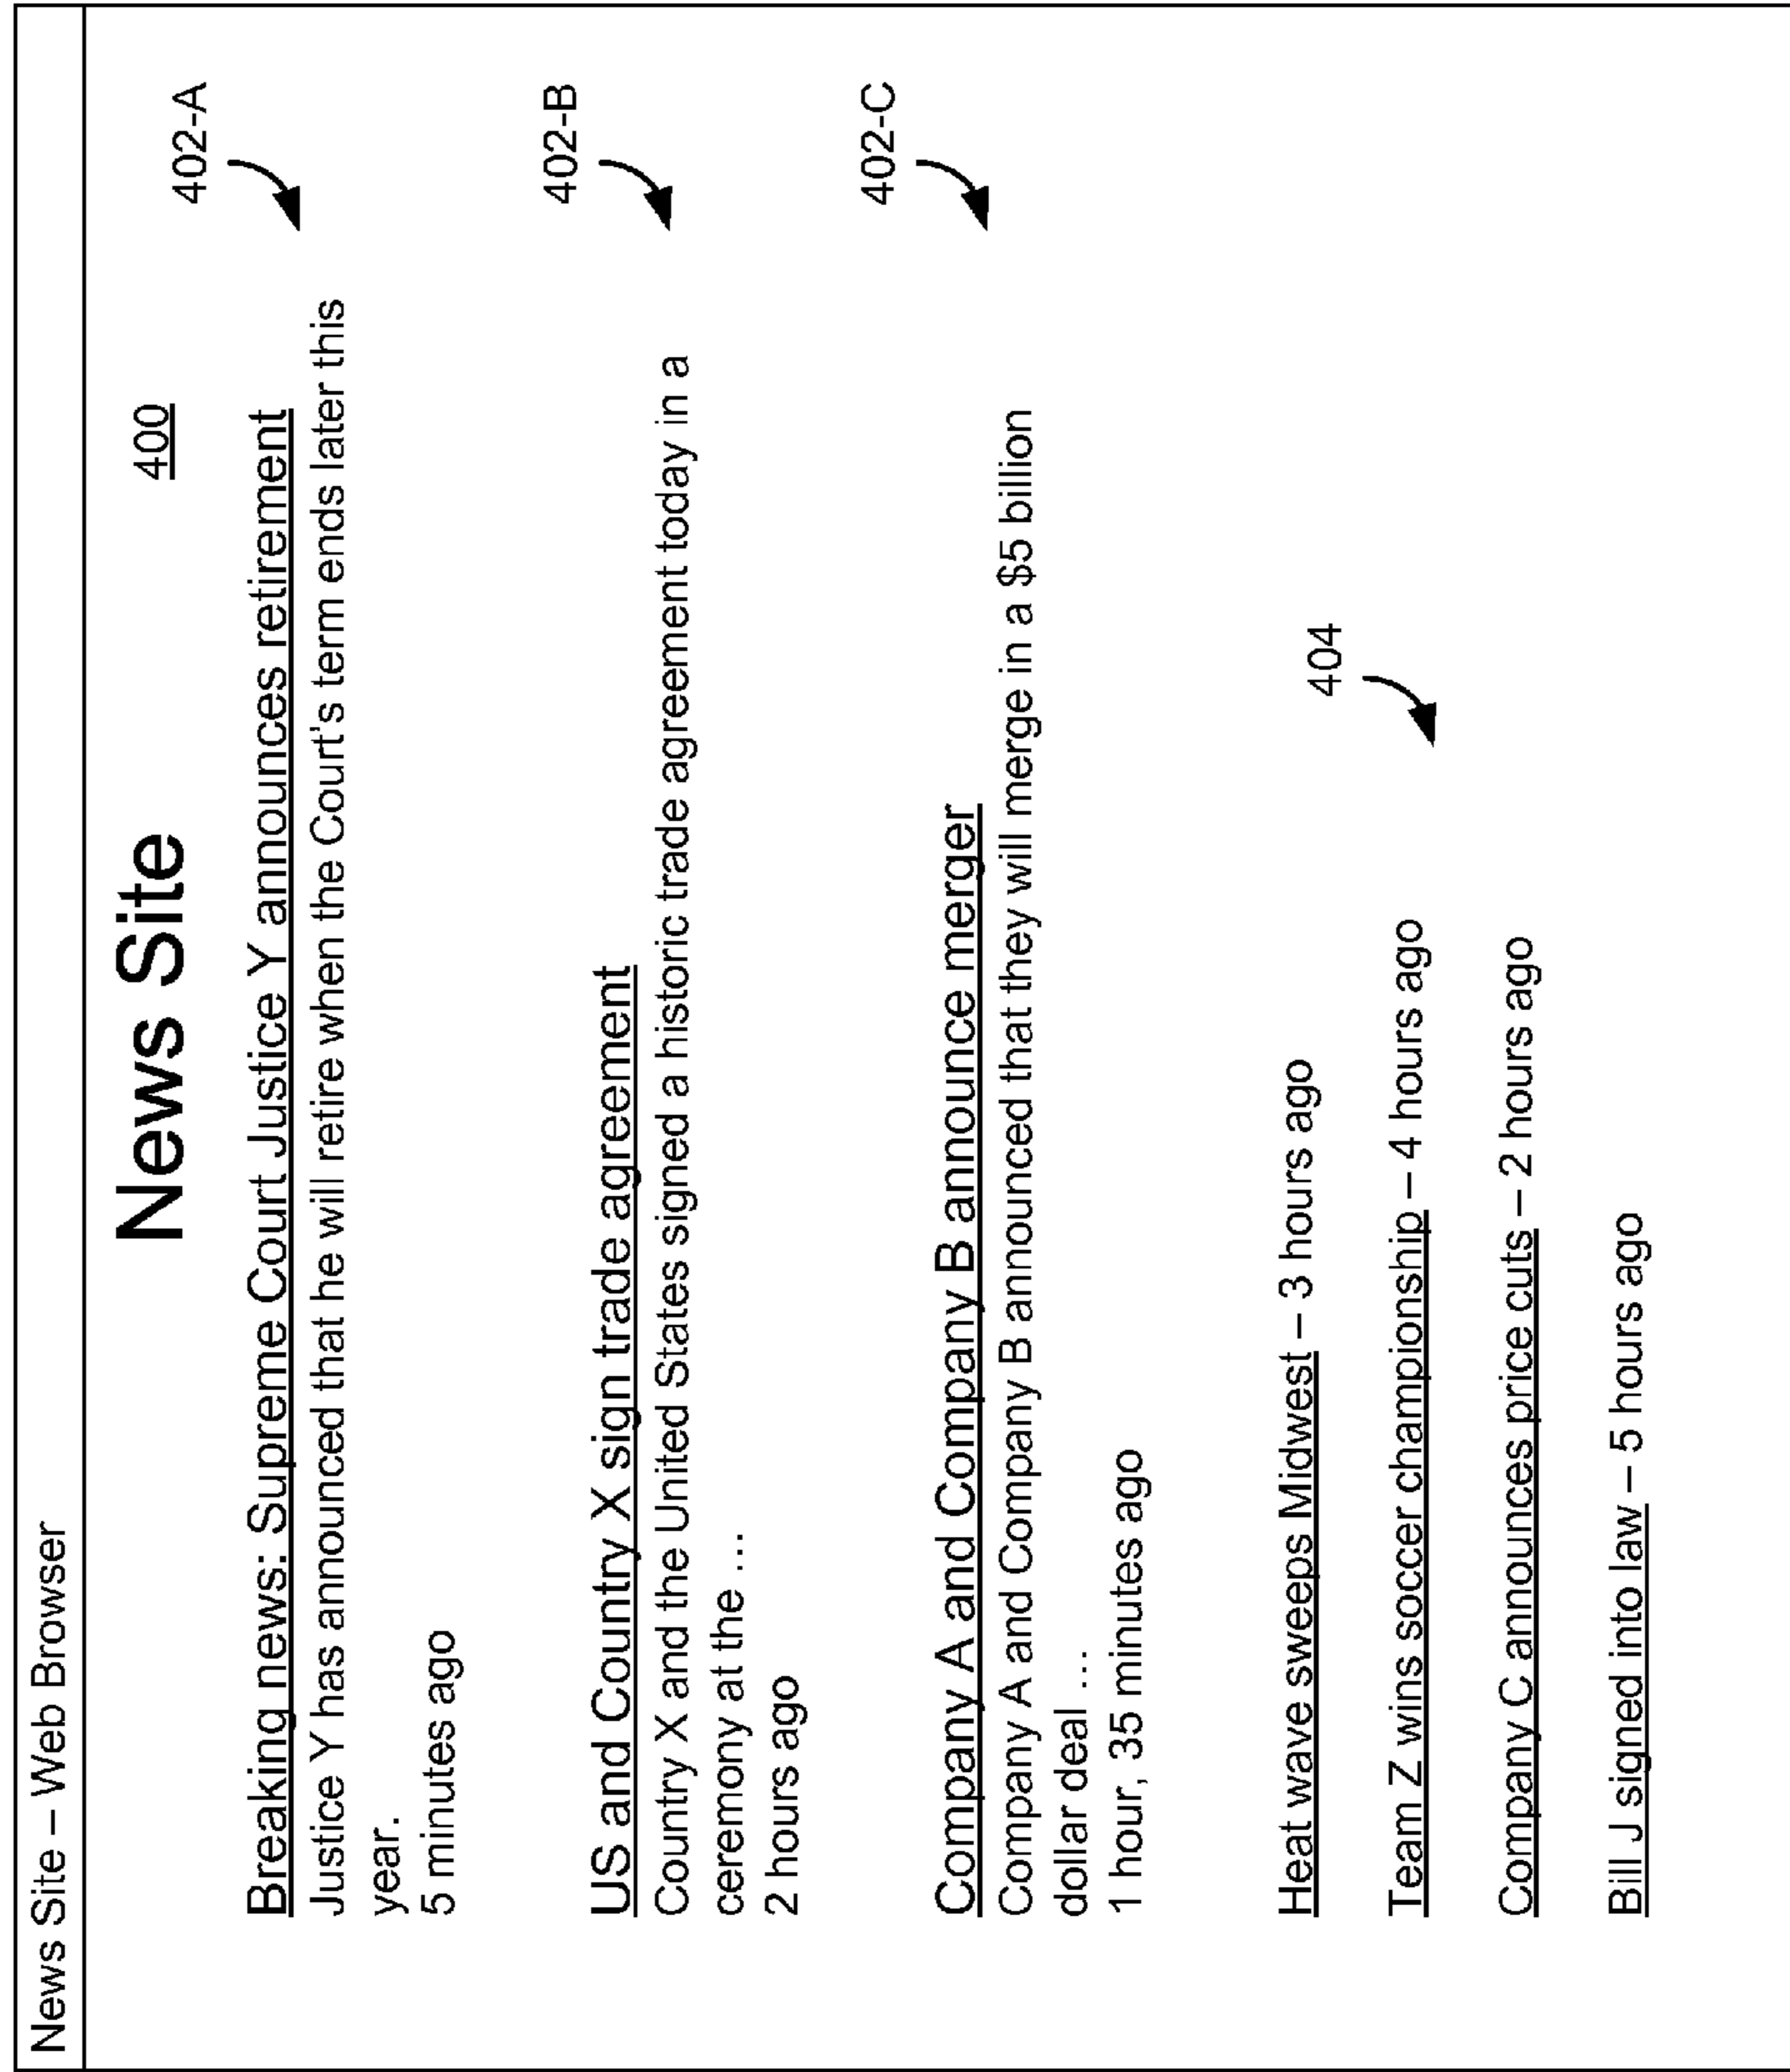 News Site – Web Browser
News Site
400
402-A
Breaking news: Supreme Court Justice Y announces retirement
Justice Y has announced that he will retire when the Court's term ends later this
year.
5 minutes ago
402-B
US and Country X sign trade agreement
Country X and the United States signed a historic trade agreement today in a
ceremony at the ...
2 hours ago
402-C
Company A and Company B announce merger
Company A and Company B announced that they will merge in a $5 billion
dollar deal ...
1 hour, 35 minutes ago
Heat wave sweeps Midwest – 3 hours ago
404
Team Z wins soccer championship – 4 hours ago
Company C announces price cuts – 2 hours ago
Bill J signed into law – 5 hours ago